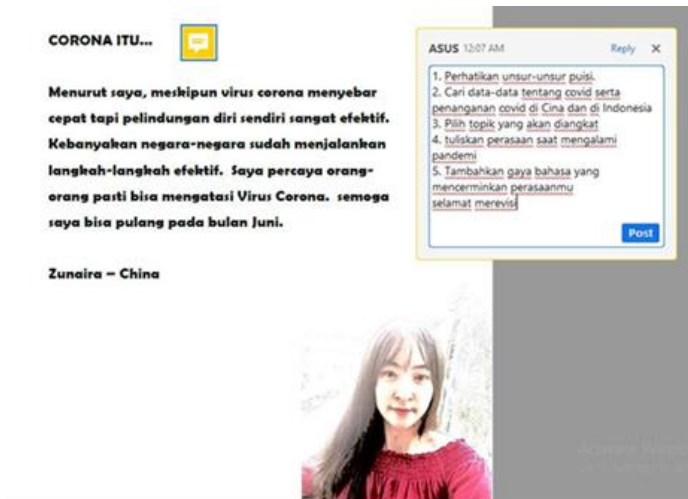 CORONA ITU...
Menurut saya, meskipun virus corona menyebar
cepat tapi pelindungan diri sendiri sangat efektif.
Kebanyakan negara-negara sudah menjalankan
langkah-langkah efektif. Saya percaya orang-
orang pasti bisa mengatasi Virus Corona. semoga
saya bisa pulang pada bulan Juni.
Zunaira – China
ASUS 12:07 AM Reply
1. Perhatikan unsur-unsur puisi.
2. Cari data-data tentang covid serta
penanganan covid di Cina dan di Indonesia
3. Pilih topik yang akan diangkat
4. tuliskan perasaan saat mengalami
pandemi
5. Tambahkan gaya bahasa yang
mencerminkan perasaanmu
selamat merevisi
Post